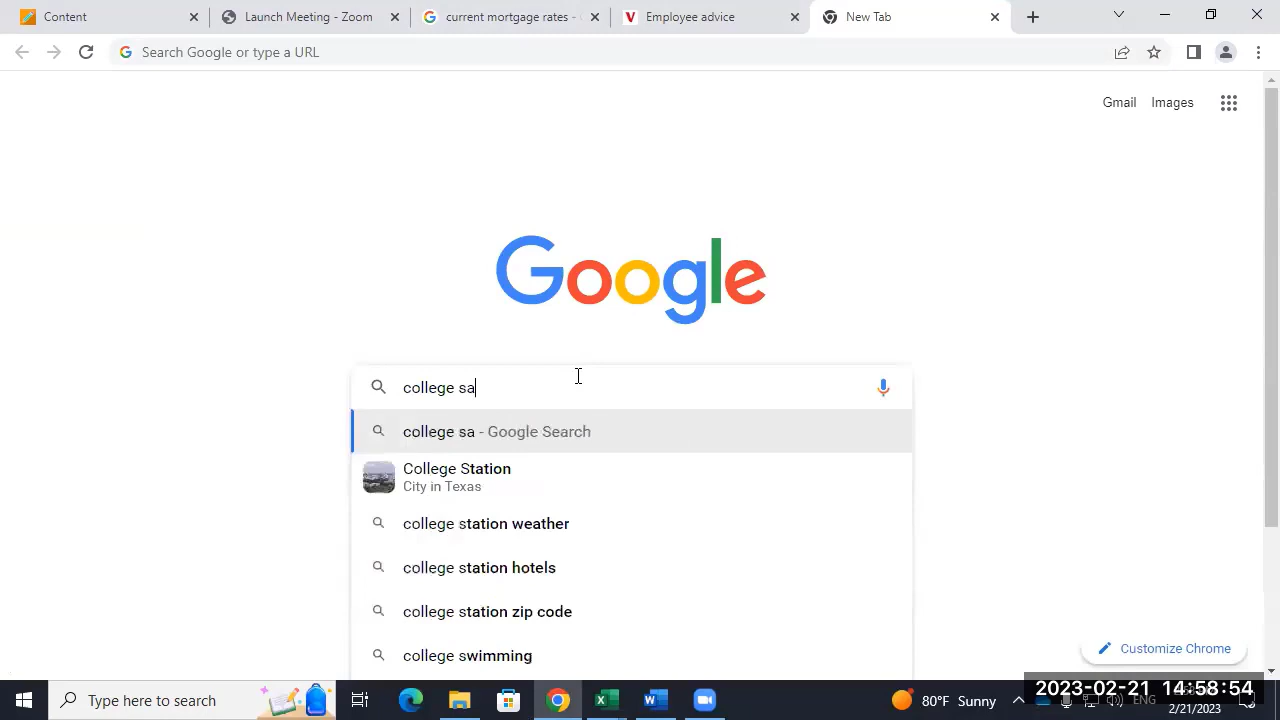 Content
Launch Meeting - Zoom
current mortgage rates -
Employee advics
New Tab
Search Google or type a URL
Gmail
Images
Google
college sa
college sa - Google Search
College Station
City in Texas
college station weather
college station hotels
college station zip code
college swimming
Customize Chrome
Type here to search
80°F Sunny
2023-02-21 14:58:54
ENG
2/21/2023